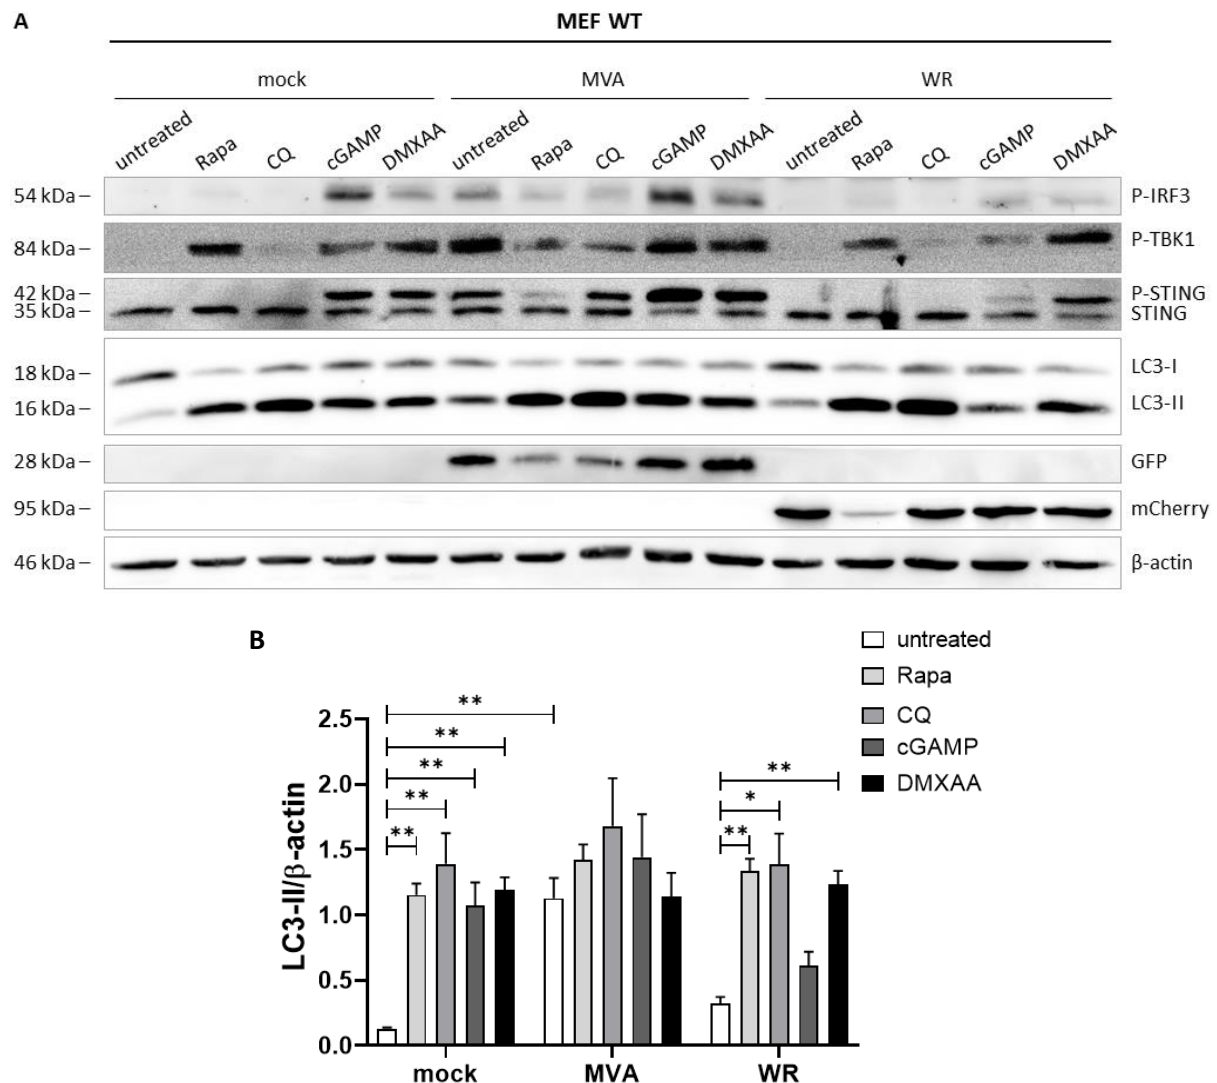 A
MEF WT
mock MVA WR
untreated Rapa CQ cGAMP DMXAA untreated Rapa CQ cGAMP DMXAA untreated Rapa CQ cGAMP DMXAA
54 kDa – P-IRF3
84 kDa – P-TBK1
42 kDa – P-STING
35 kDa – STING
18 kDa – LC3-I
16 kDa – LC3-II
28 kDa – GFP
95 kDa – mCherry
46 kDa – β-actin
B
untreated
Rapa
CQ
cGAMP
DMXAA
LC3-II/β-actin
2.5
2.0
1.5
1.0
0.5
0.0
**
**
**
**
**
**
*
**
mock MVA WR